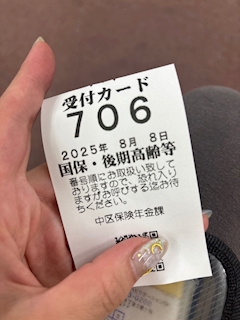 受付カード
706
2025年 8月 8日
国保・後期高齢等
番号順にお取扱い致して
おりますので、恐れ入り
ますがお呼びする迄お待
ちください。
中区保険年金課